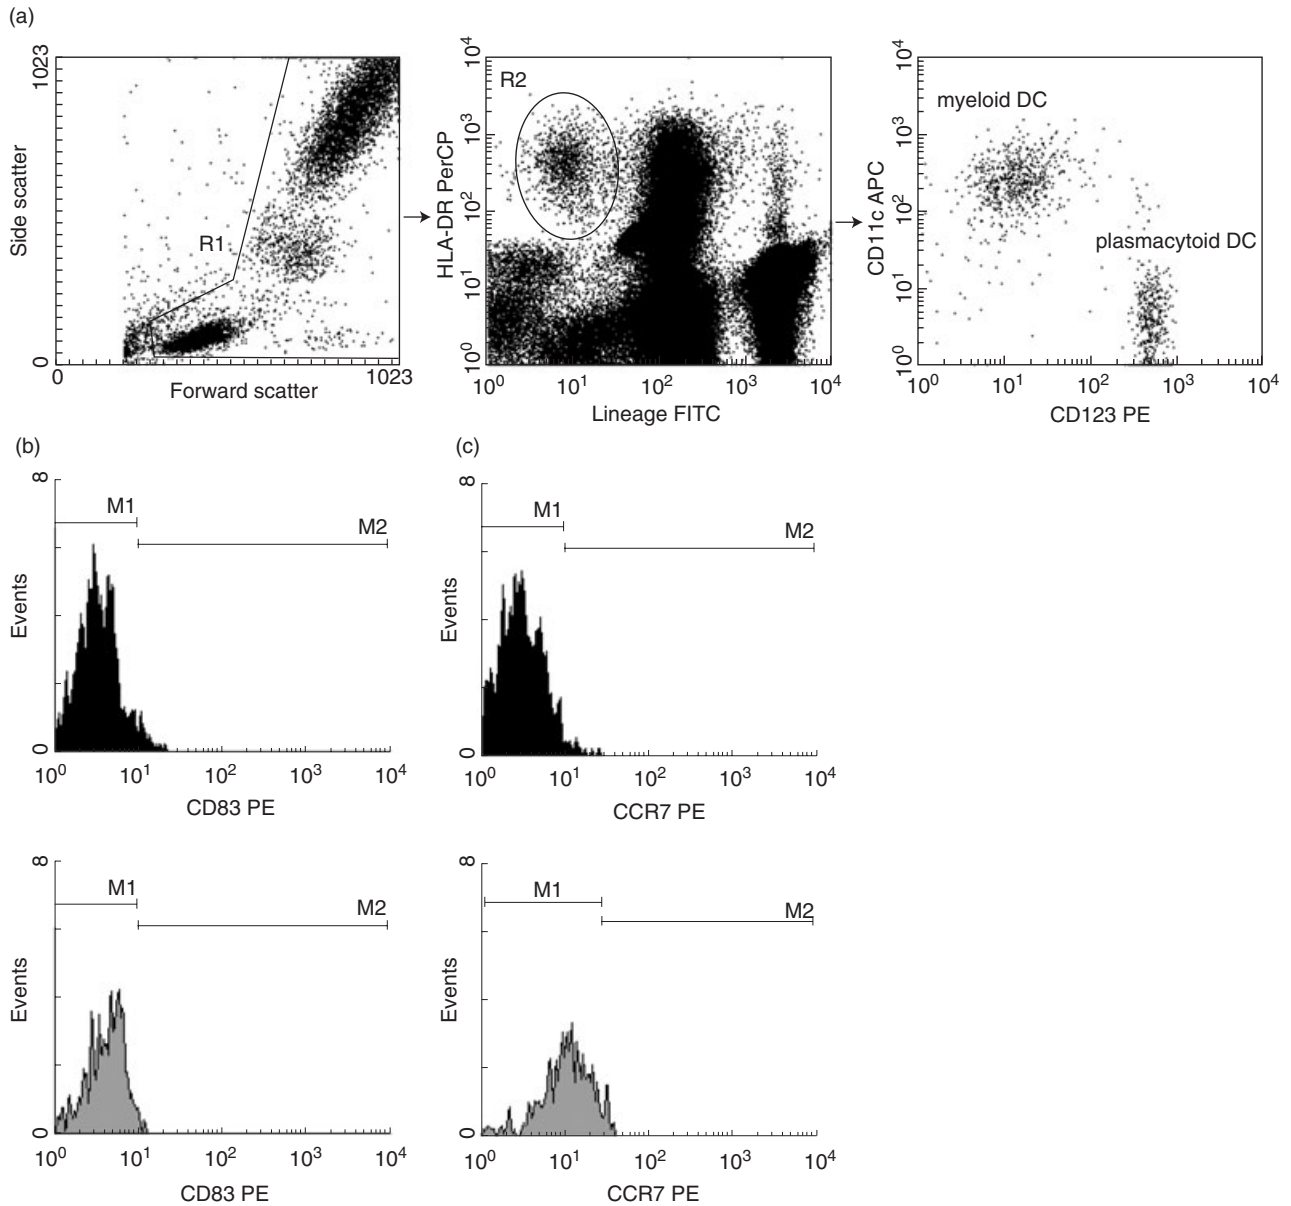 (a)
1023
Side scatter
0
R1
0
1023
Forward scatter
10^4
10^3
10^2
10^1
10^0
HLA-DR PerCP
R2
10^0
10^1
10^2
10^3
10^4
Lineage FITC
10^4
10^3
10^2
10^1
10^0
CD11c APC
myeloid DC
plasmacytoid DC
10^0
10^1
10^2
10^3
10^4
CD123 PE
(b)
8
Events
0
M1
M2
10^0
10^1
10^2
10^3
10^4
CD83 PE
(c)
8
Events
0
M1
M2
10^0
10^1
10^2
10^3
10^4
CCR7 PE
8
Events
0
M1
M2
10^0
10^1
10^2
10^3
10^4
CD83 PE
8
Events
0
M1
M2
10^0
10^1
10^2
10^3
10^4
CCR7 PE